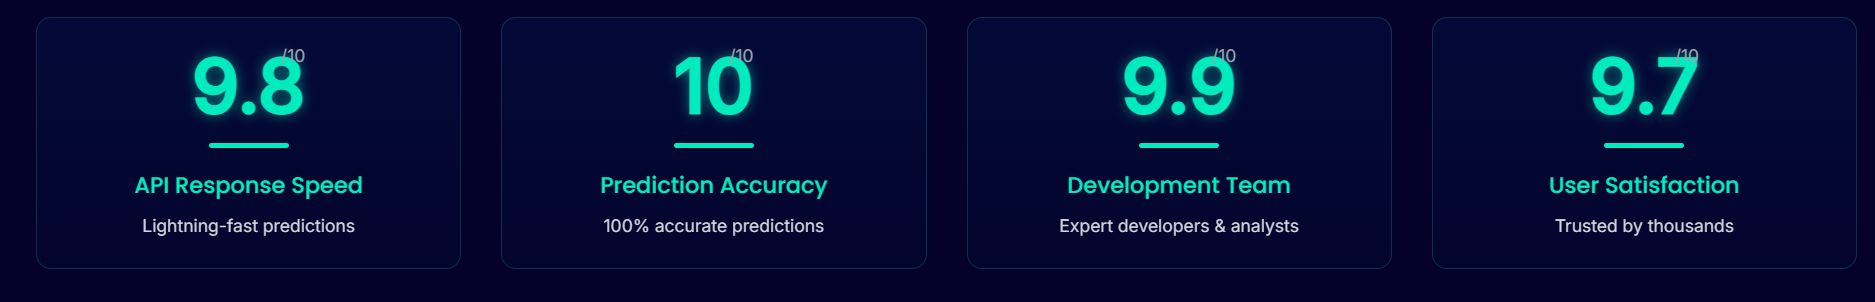 9.8/10
API Response Speed
Lightning-fast predictions
10/10
Prediction Accuracy
100% accurate predictions
9.9/10
Development Team
Expert developers & analysts
9.7/10
User Satisfaction
Trusted by thousands